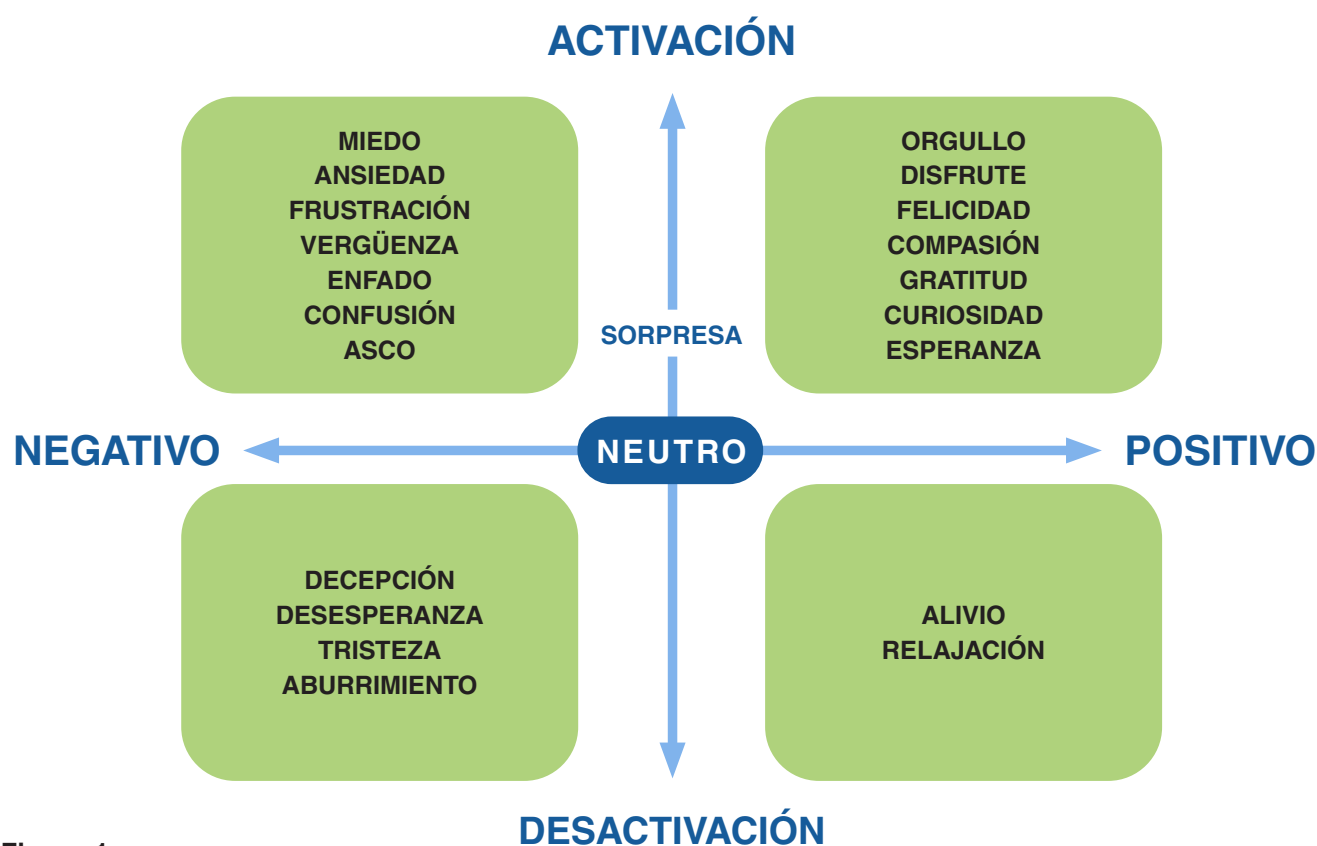 ACTIVACIÓN
MIEDO
ANSIEDAD
FRUSTRACIÓN
VERGÜENZA
ENFADO
CONFUSIÓN
ASCO
ORGULLO
DISFRUTE
FELICIDAD
COMPASIÓN
GRATITUD
CURIOSIDAD
ESPERANZA
SORPRESA
NEGATIVO
NEUTRO
POSITIVO
DECEPCIÓN
DESESPERANZA
TRISTEZA
ABURRIMIENTO
ALIVIO
RELAJACIÓN
DESACTIVACIÓN